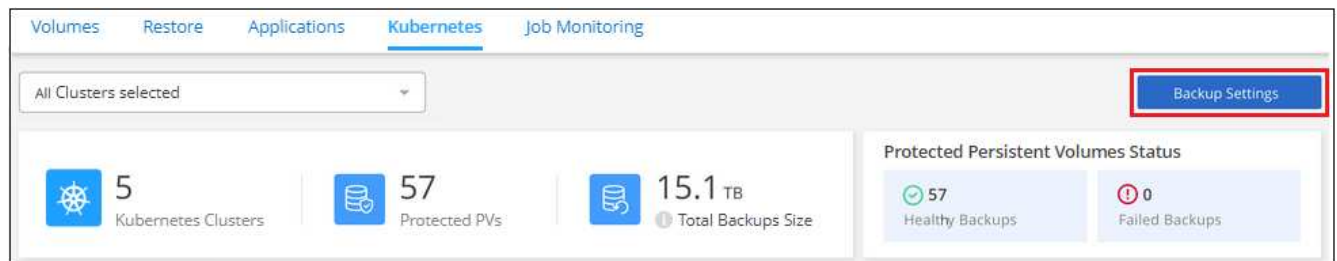 Volumes Restore Applications Kubernetes Job Monitoring
All Clusters selected
Backup Settings
5
Kubernetes Clusters
57
Protected PVs
15.1 TB
Total Backups Size
Protected Persistent Volumes Status
57
Healthy Backups
0
Failed Backups